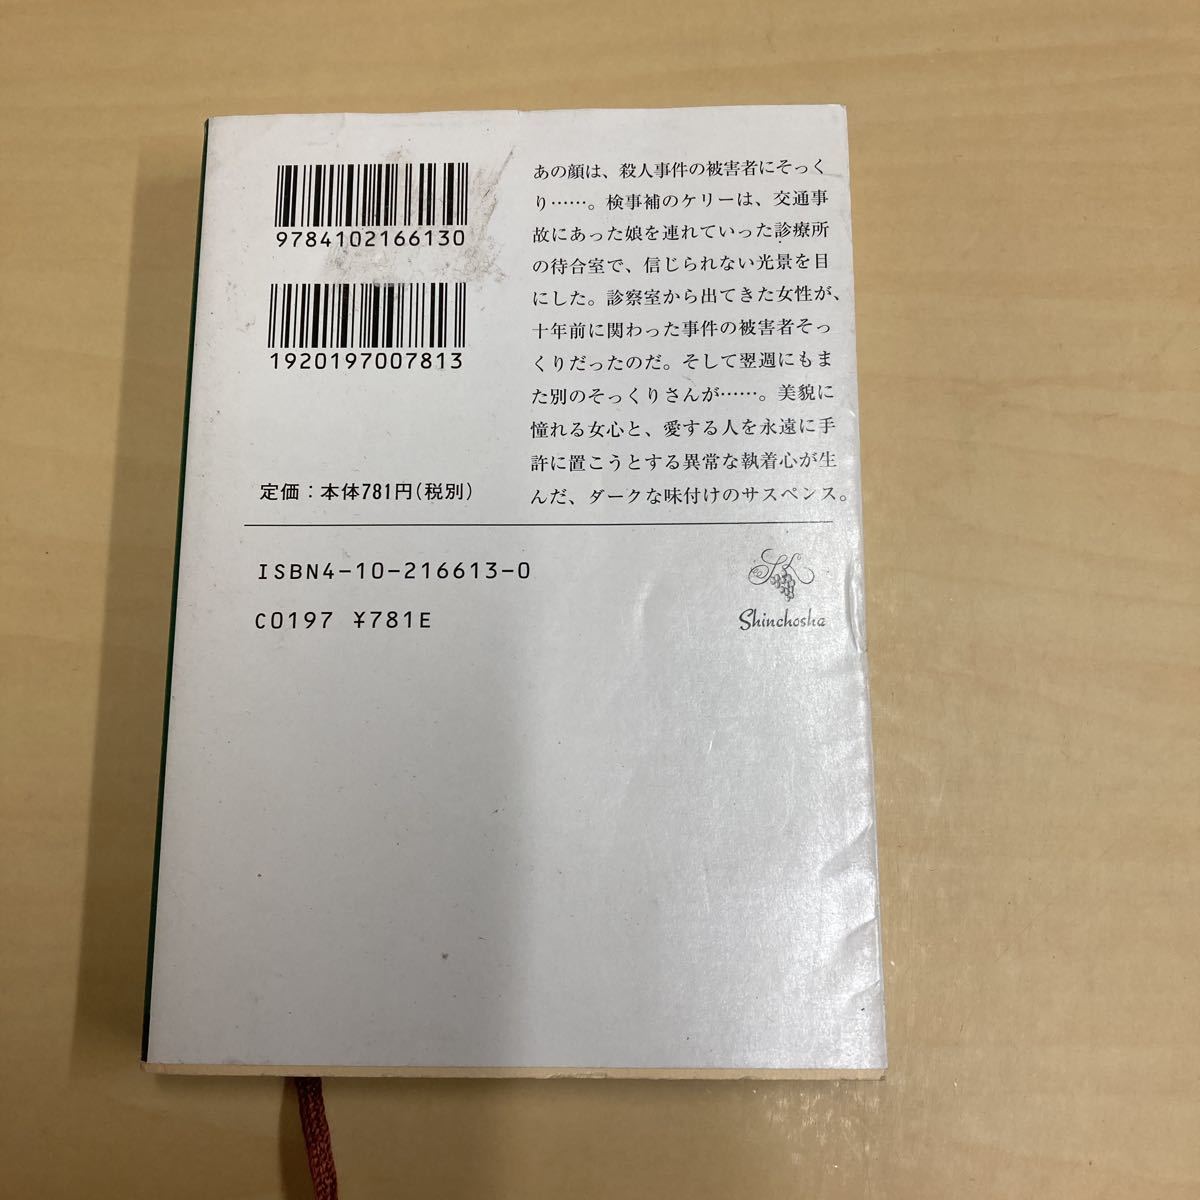 9784102166130
1920197007813
定価：本体781円（税別）
あの顔は、殺人事件の被害者にそっく
り……。検事補のケリーは、交通事
故にあった娘を連れていった診療所
の待合室で、信じられない光景を目
にした。診察室から出てきた女性が、
十年前に関わった事件の被害者そっ
くりだったのだ。そして翌週にもま
た別のそっくりさんが……。美貌に
憧れる女心と、愛する人を永遠に手
許に置こうとする異常な執着心が生
んだ、ダークな味付けのサスペンス。
ISBN4-10-216613-0
C0197 ¥781E
Shinchosha